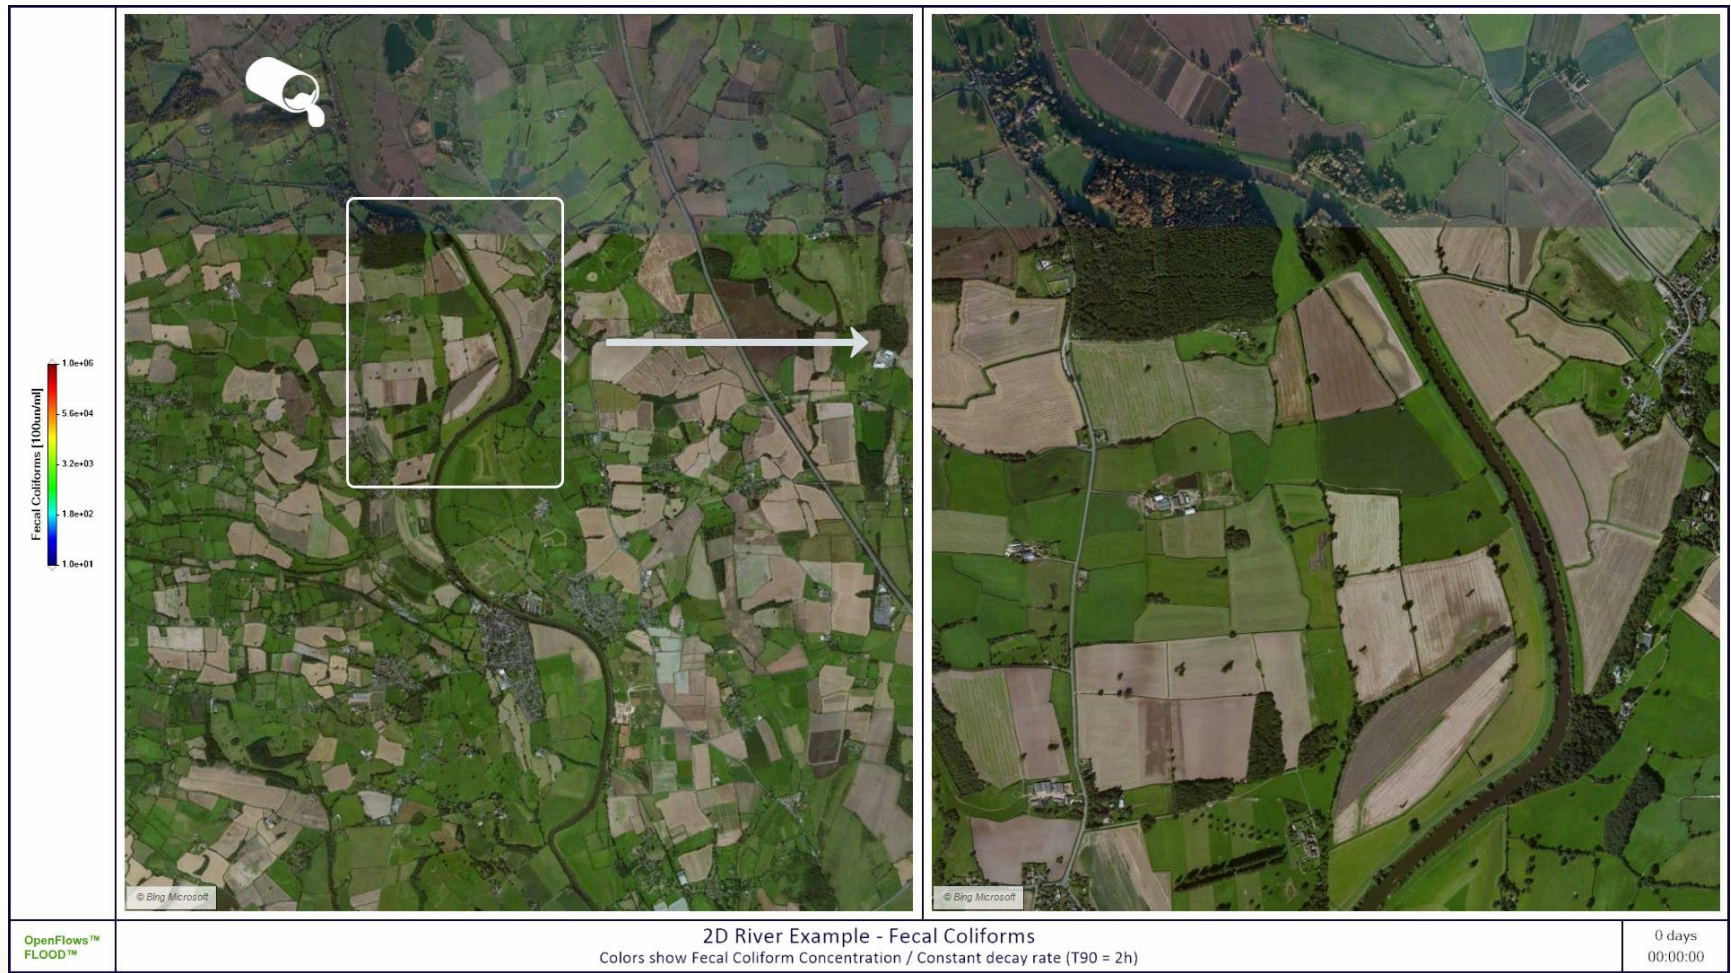 Fecal Coliforms [100un/ml]
1.0e+06
5.6e+04
3.2e+03
1.8e+02
1.0e+01
© Bing Microsoft
© Bing Microsoft
OpenFlows™
FLOOD™
2D River Example - Fecal Coliforms
Colors show Fecal Coliform Concentration / Constant decay rate (T90 = 2h)
0 days
00:00:00